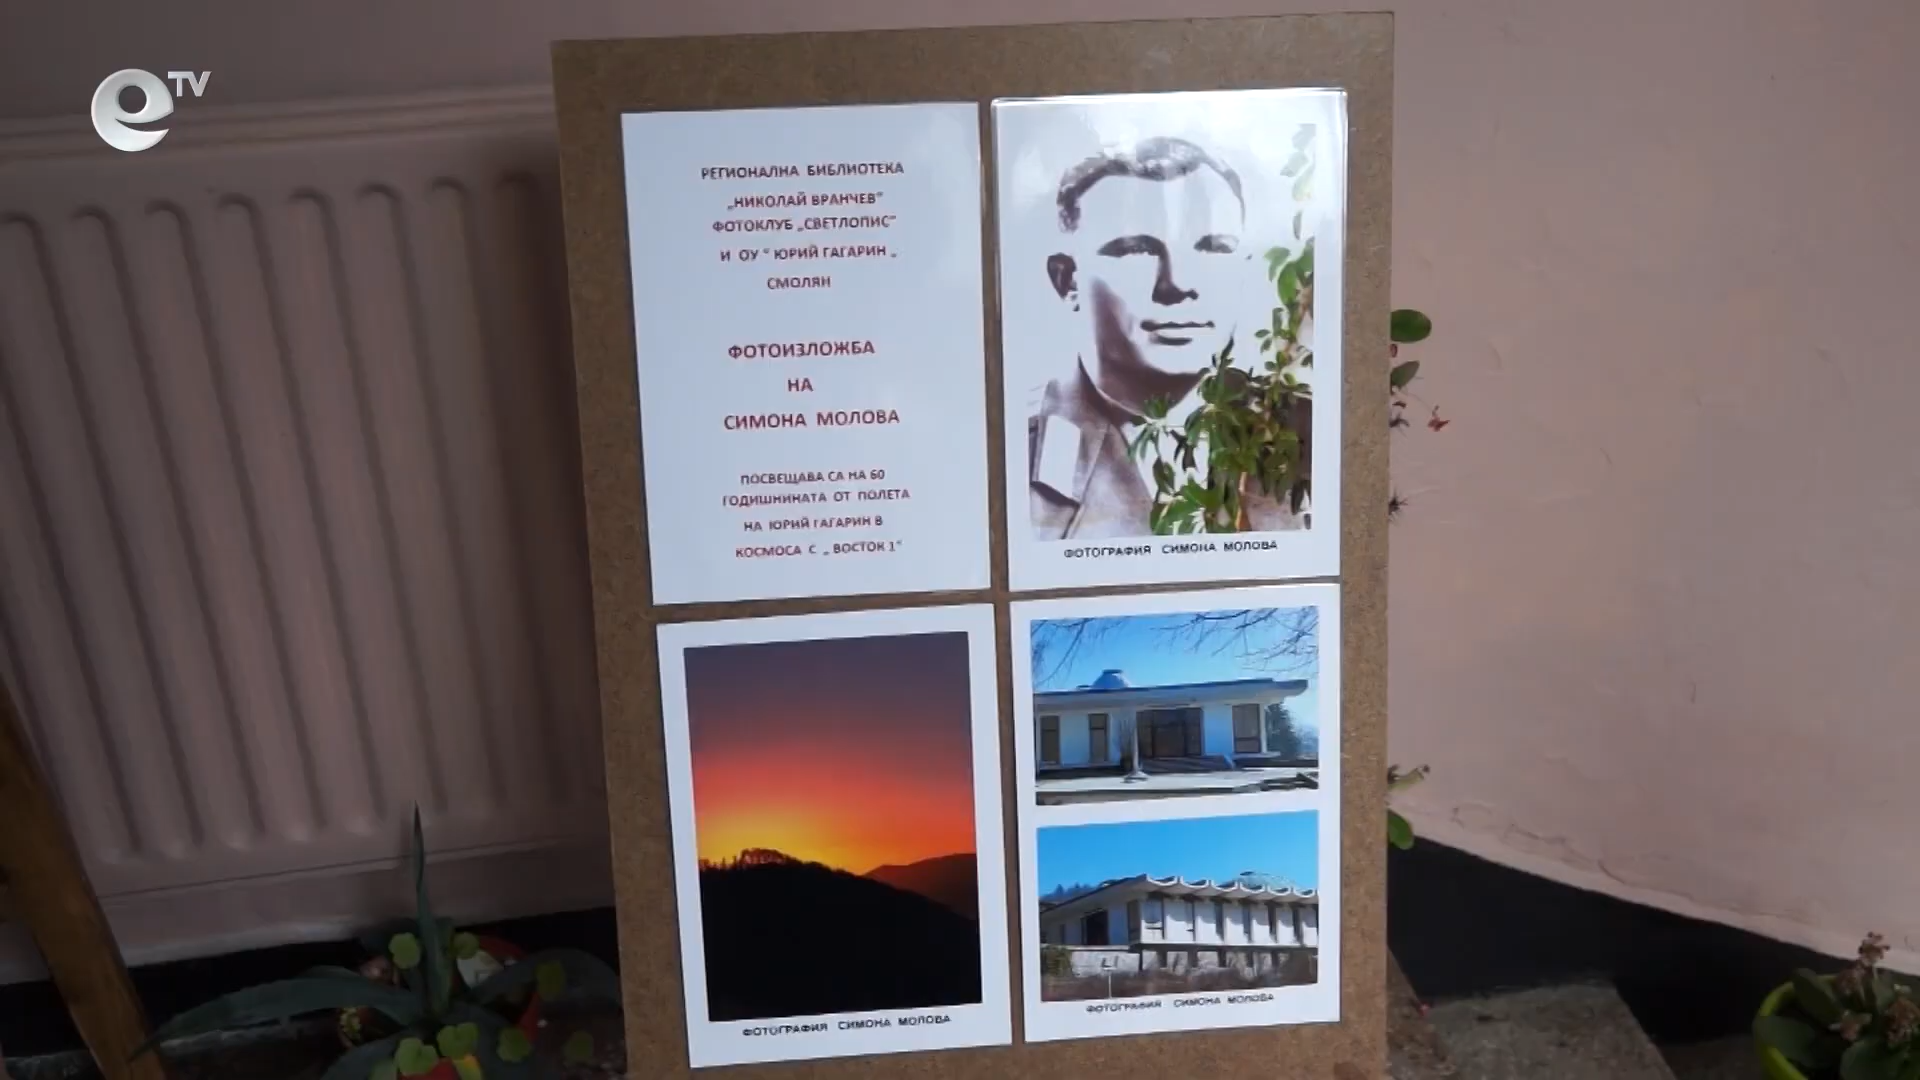 eTV
РЕГИОНАЛНА БИБЛИОТЕКА
„НИКОЛАЙ ВРАНЧЕВ"
ФОТОКЛУБ „СВЕТЛОПИС"
И ОУ " ЮРИЙ ГАГАРИН „
СМОЛЯН
ФОТОИЗЛОЖБА
НА
СИМОНА МОЛОВА
ПОСВЕЩАВА СА НА 60
ГОДИШНИНАТА ОТ ПОЛЕТА
НА ЮРИЙ ГАГАРИН В
КОСМОСА С „ ВОСТОК 1"
ФОТОГРАФИЯ СИМОНА МОЛОВА
ФОТОГРАФИЯ СИМОНА МОЛОВА
ФОТОГРАФИЯ СИМОНА МОЛОВА